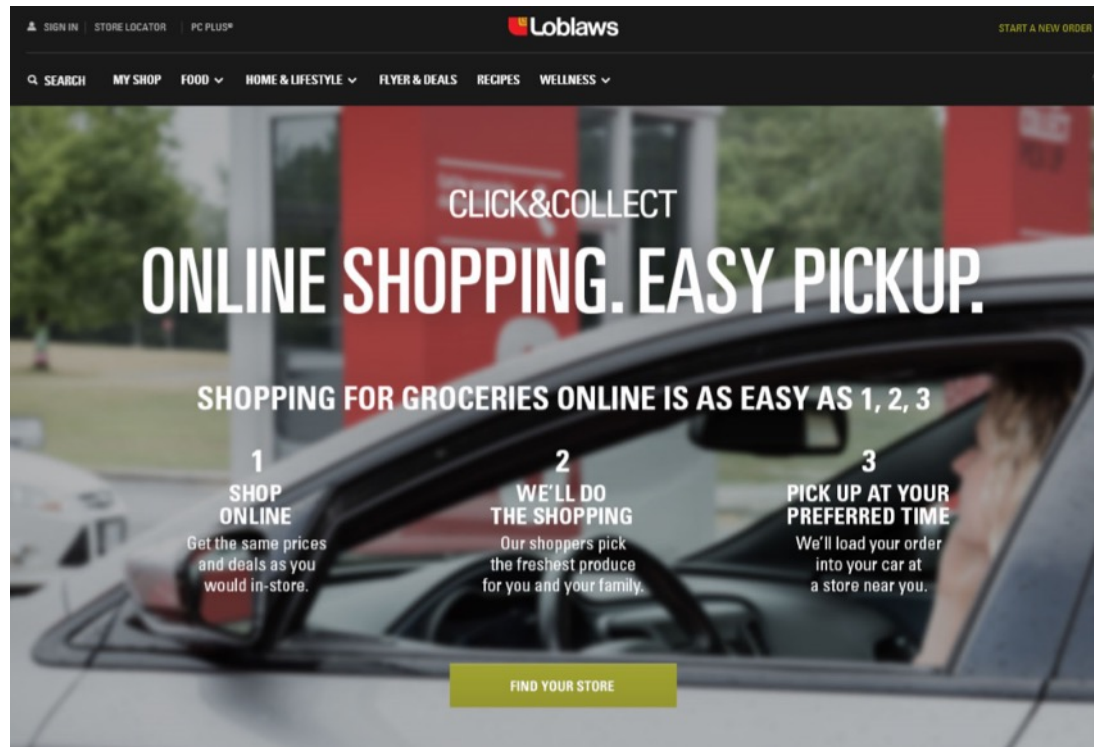 SIGN IN
STORE LOCATOR
PC PLUS®
Loblaws
START A NEW ORDER
SEARCH
MY SHOP
FOOD
HOME & LIFESTYLE
FLYER & DEALS
RECIPES
WELLNESS
CLICK&COLLECT
ONLINE SHOPPING. EASY PICKUP.
SHOPPING FOR GROCERIES ONLINE IS AS EASY AS 1, 2, 3
1
SHOP
ONLINE
Get the same prices
and deals as you
would in-store.
2
WE'LL DO
THE SHOPPING
Our shoppers pick
the freshest produce
for you and your family.
3
PICK UP AT YOUR
PREFERRED TIME
We'll load your order
into your car at
a store near you.
FIND YOUR STORE